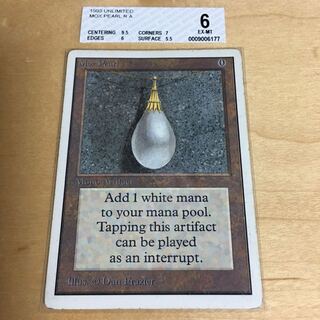 1993 UNLIMITED
MOX PEARL R A
CENTERING 9.5 CORNERS 7
EDGES 6 SURFACE 5.5
6
EX-MT
0009006177
Mox Pearl
0
Mono Artifact
Add 1 white mana
to your mana pool.
Tapping this artifact
can be played
as an interrupt.
Illus. © Dan Frazier